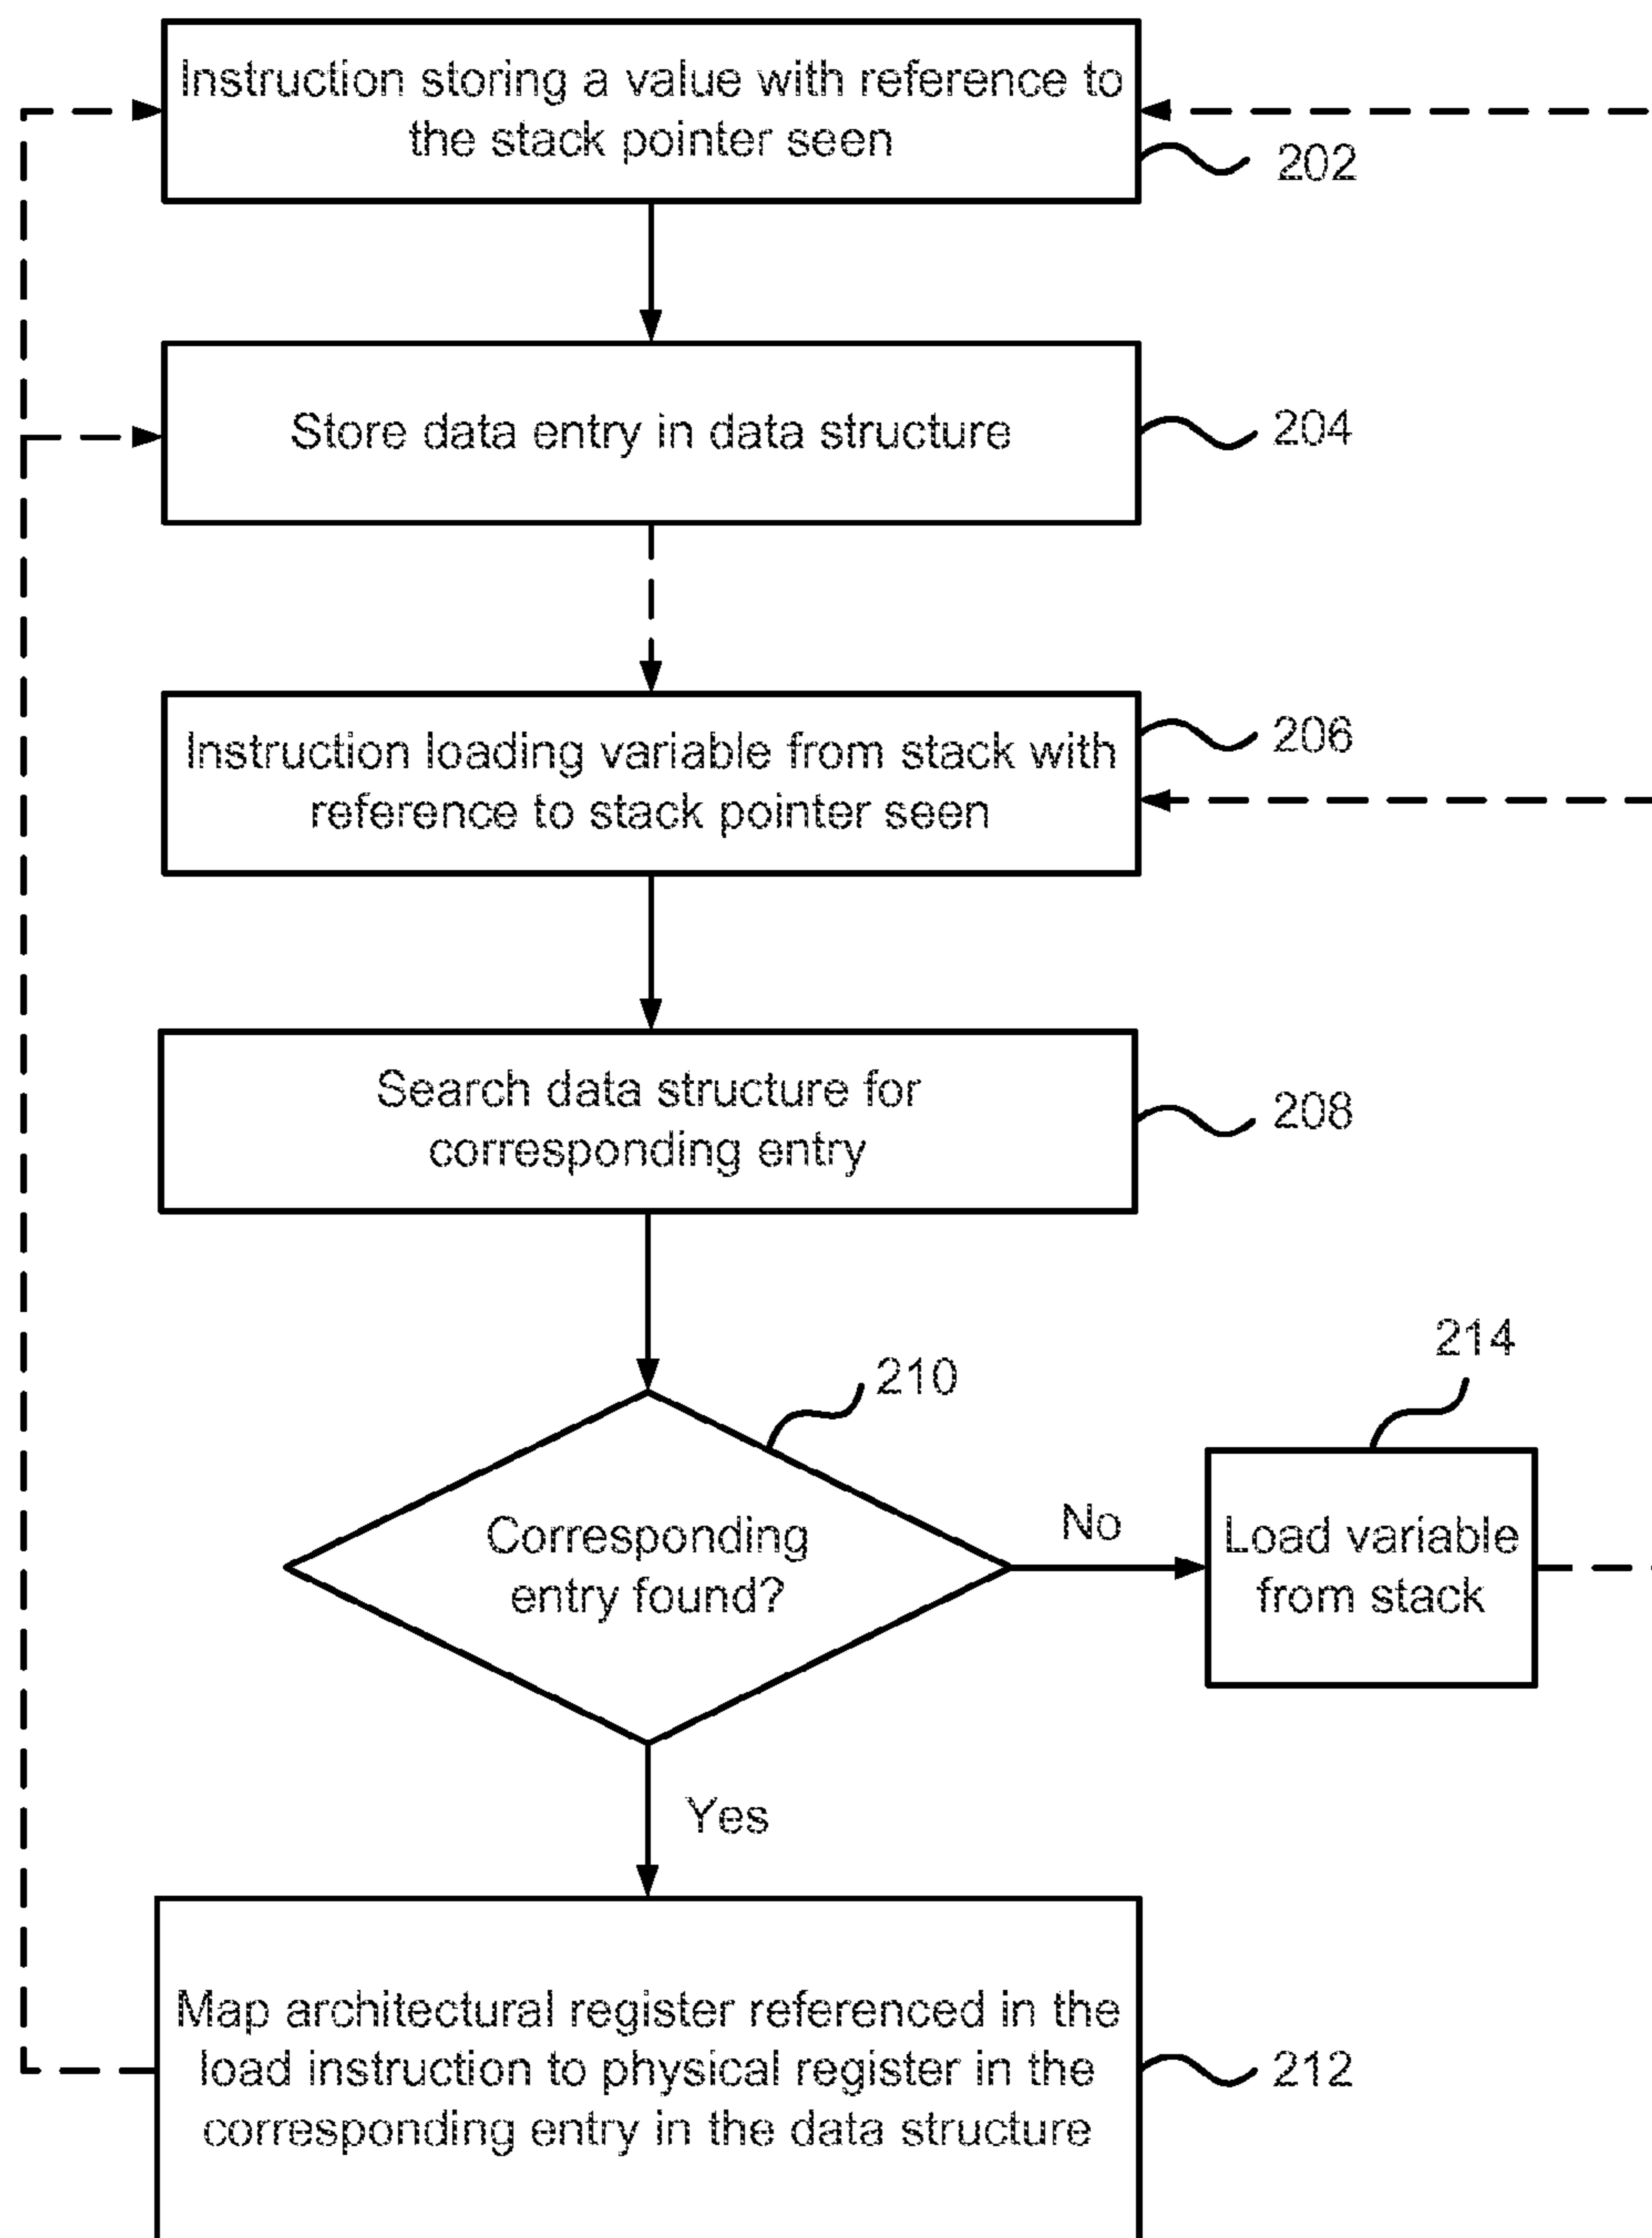 Instruction storing a value with reference to
the stack pointer seen
202
Store data entry in data structure
204
Instruction loading variable from stack with
reference to stack pointer seen
206
Search data structure for
corresponding entry
208
210
Corresponding
entry found?
No
214
Load variable
from stack
Yes
Map architectural register referenced in the
load instruction to physical register in the
corresponding entry in the data structure
212